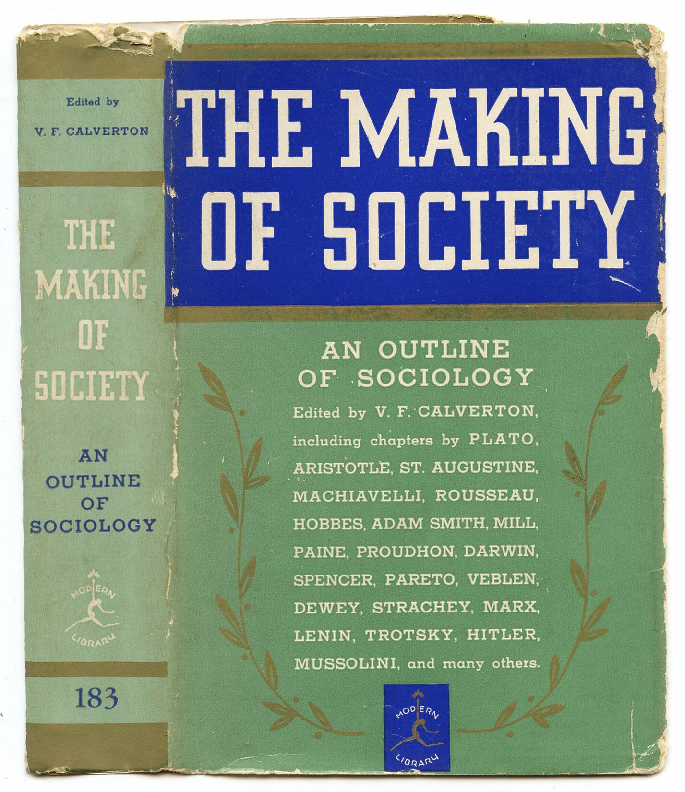 Edited by
V. F. CALVERTON
THE
MAKING
OF
SOCIETY
AN
OUTLINE
OF
SOCIOLOGY
MODERN
LIBRARY
183
THE MAKING
OF SOCIETY
AN OUTLINE
OF SOCIOLOGY
Edited by V. F. CALVERTON,
including chapters by PLATO,
ARISTOTLE, ST. AUGUSTINE,
MACHIAVELLI, ROUSSEAU,
HOBBES, ADAM SMITH, MILL,
PAINE, PROUDHON, DARWIN,
SPENCER, PARETO, VEBLEN,
DEWEY, STRACHEY, MARX,
LENIN, TROTSKY, HITLER,
MUSSOLINI, and many others.
MODERN
LIBRARY